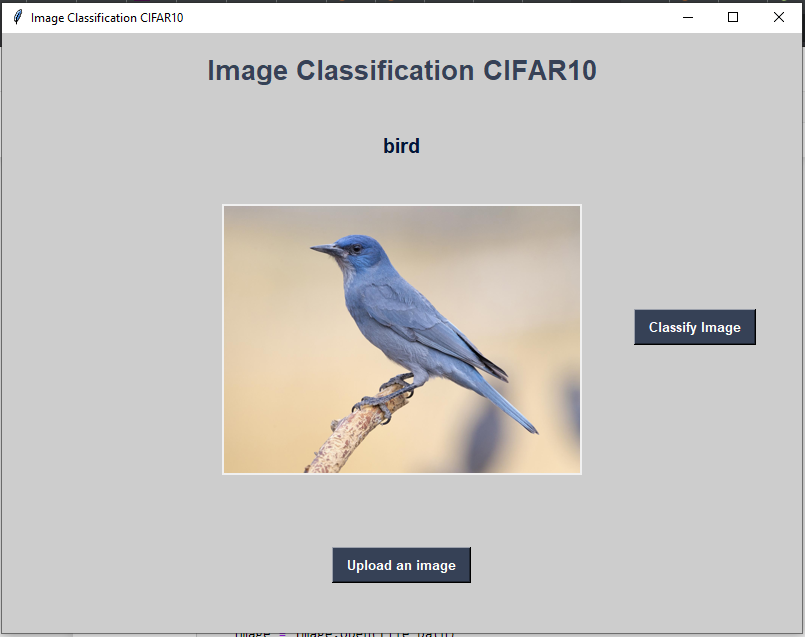 Image Classification CIFAR10
Image Classification CIFAR10
bird
Classify Image
Upload an image